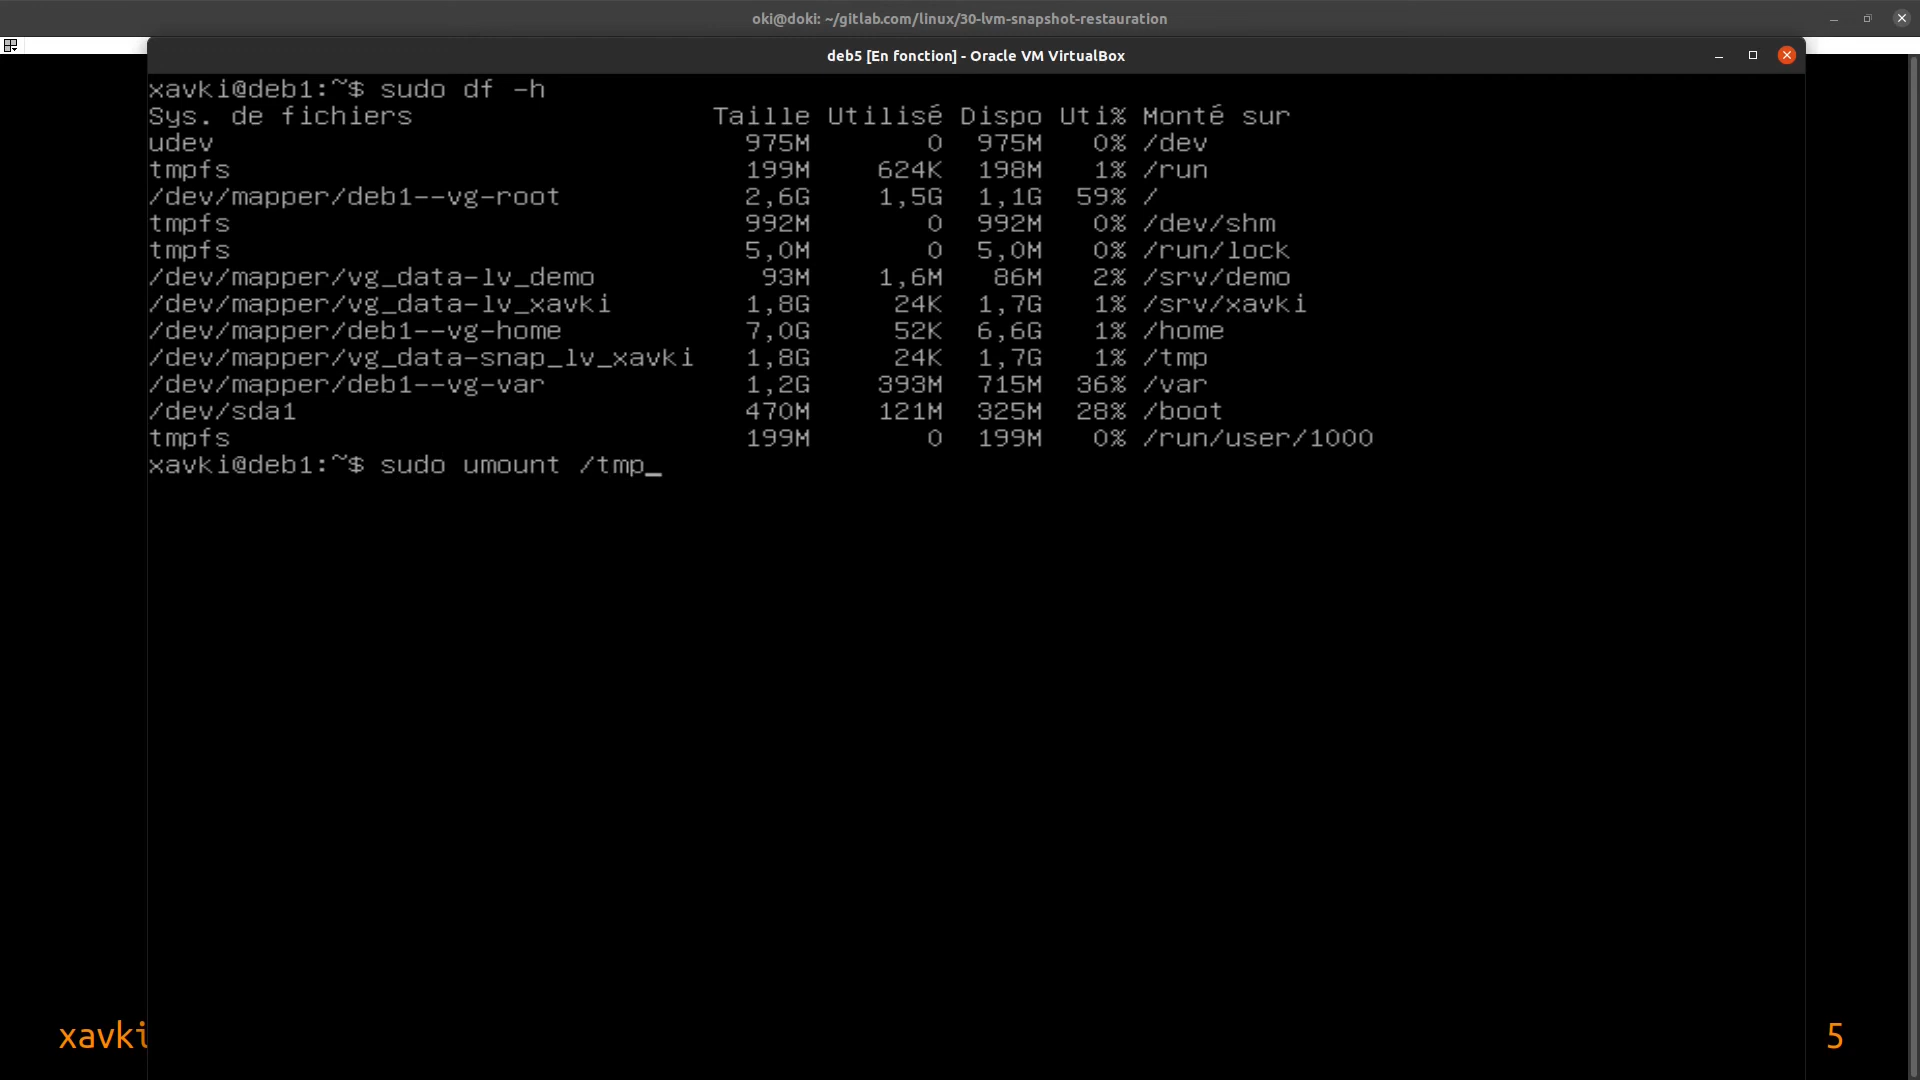 oki@doki: ~/gitlab.com/linux/30-lvm-snapshot-restauration
deb5 [En fonction] - Oracle VM VirtualBox
xavki@deb1:~$ sudo df -h
Sys. de fichiers Taille Utilisé Dispo Uti% Monté sur
udev 975M 0 975M 0% /dev
tmpfs 199M 624K 198M 1% /run
/dev/mapper/deb1--vg-root 2,6G 1,5G 1,1G 59% /
tmpfs 992M 0 992M 0% /dev/shm
tmpfs 5,0M 0 5,0M 0% /run/lock
/dev/mapper/vg_data-lv_demo 93M 1,6M 86M 2% /srv/demo
/dev/mapper/vg_data-lv_xavki 1,8G 24K 1,7G 1% /srv/xavki
/dev/mapper/deb1--vg-home 7,0G 52K 6,6G 1% /home
/dev/mapper/vg_data-snap_lv_xavki 1,8G 24K 1,7G 1% /tmp
/dev/mapper/deb1--vg-var 1,2G 393M 715M 36% /var
/dev/sda1 470M 121M 325M 28% /boot
tmpfs 199M 0 199M 0% /run/user/1000
xavki@deb1:~$ sudo umount /tmp_
xavki
5